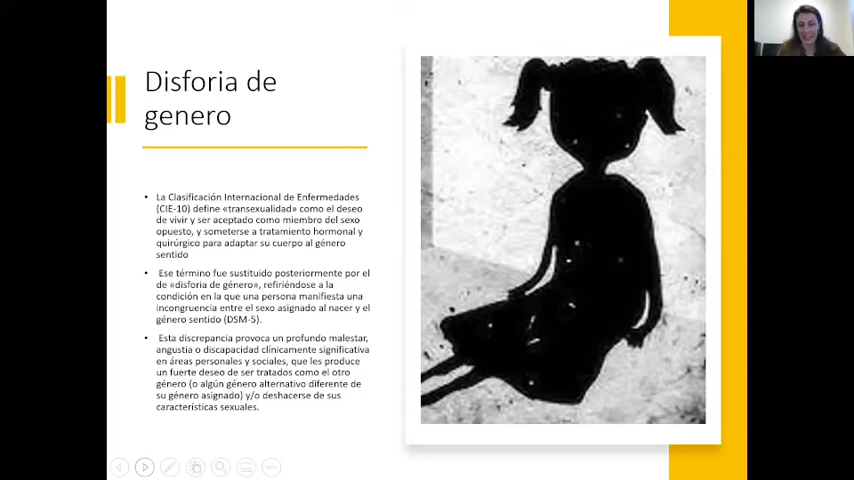 Disforia de
genero
• La Clasificación Internacional de Enfermedades
(CIE-10) define «transexualidad» como el deseo
de vivir y ser aceptado como miembro del sexo
opuesto, y someterse a tratamiento hormonal y
quirúrgico para adaptar su cuerpo al género
sentido
• Ese término fue sustituido posteriormente por el
de «disforia de género», refiriéndose a la
condición en la que una persona manifiesta una
incongruencia entre el sexo asignado al nacer y el
género sentido (DSM-5).
• Esta discrepancia provoca un profundo malestar,
angustia o discapacidad clínicamente significativa
en áreas personales y sociales, que les produce
un fuerte deseo de ser tratados como el otro
género (o algún género alternativo diferente de
su género asignado) y/o deshacerse de sus
características sexuales.